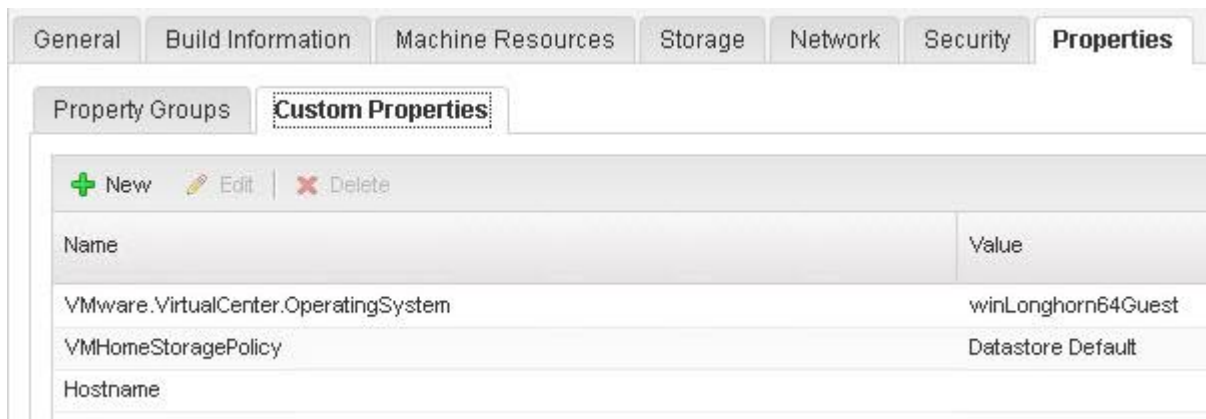 General Build Information Machine Resources Storage Network Security Properties
Property Groups Custom Properties
New Edit Delete
Name Value
VMware.VirtualCenter.OperatingSystem winLonghorn64Guest
VMHomeStoragePolicy Datastore Default
Hostname